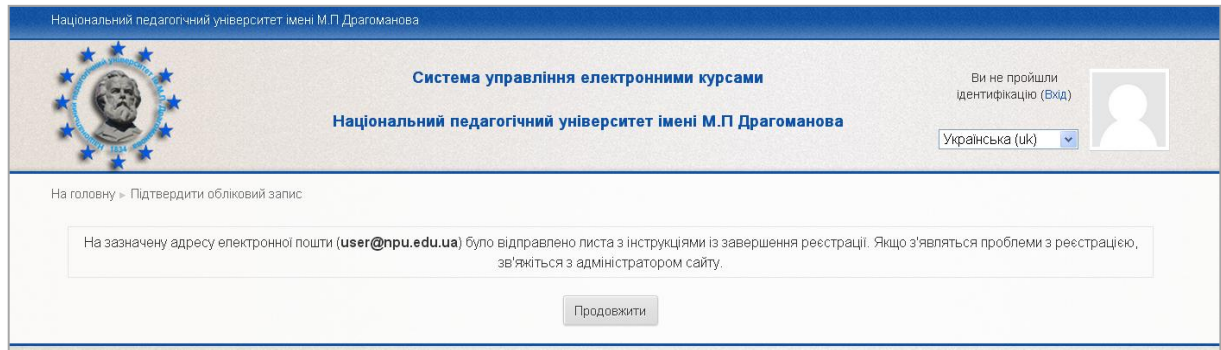 Національний педагогічний університет імені М.П Драгоманова
Система управління електронними курсами
Національний педагогічний університет імені М.П Драгоманова
Ви не пройшли
ідентифікацію (Вхід)
Українська (uk)
1834
На головну ► Підтвердити обліковий запис
На зазначену адресу електронної пошти (user@npu.edu.ua) було відправлено листа з інструкціями із завершення реєстрації. Якщо з'являться проблеми з реєстрацією,
зв'яжіться з адміністратором сайту.
Продовжити